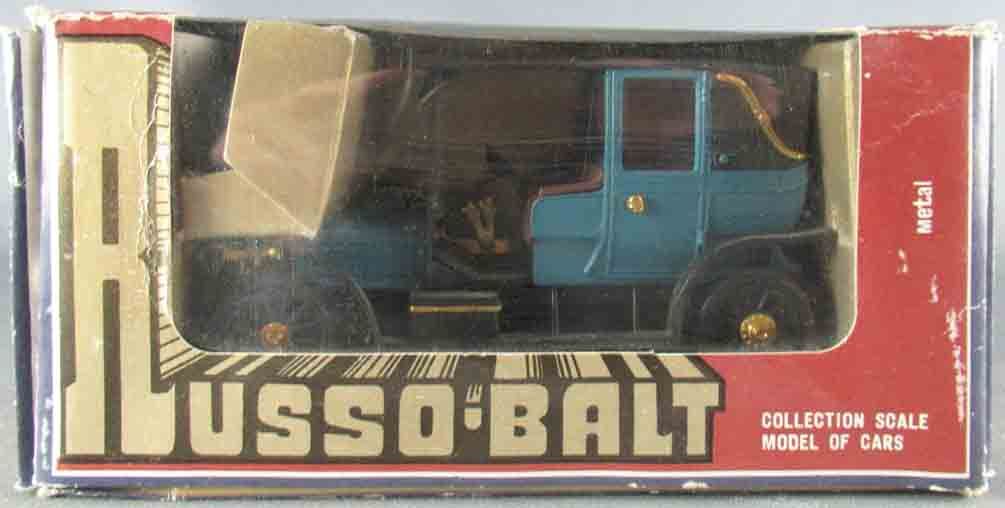 RUSSO-BALT
Metal
COLLECTION SCALE
MODEL OF CARS